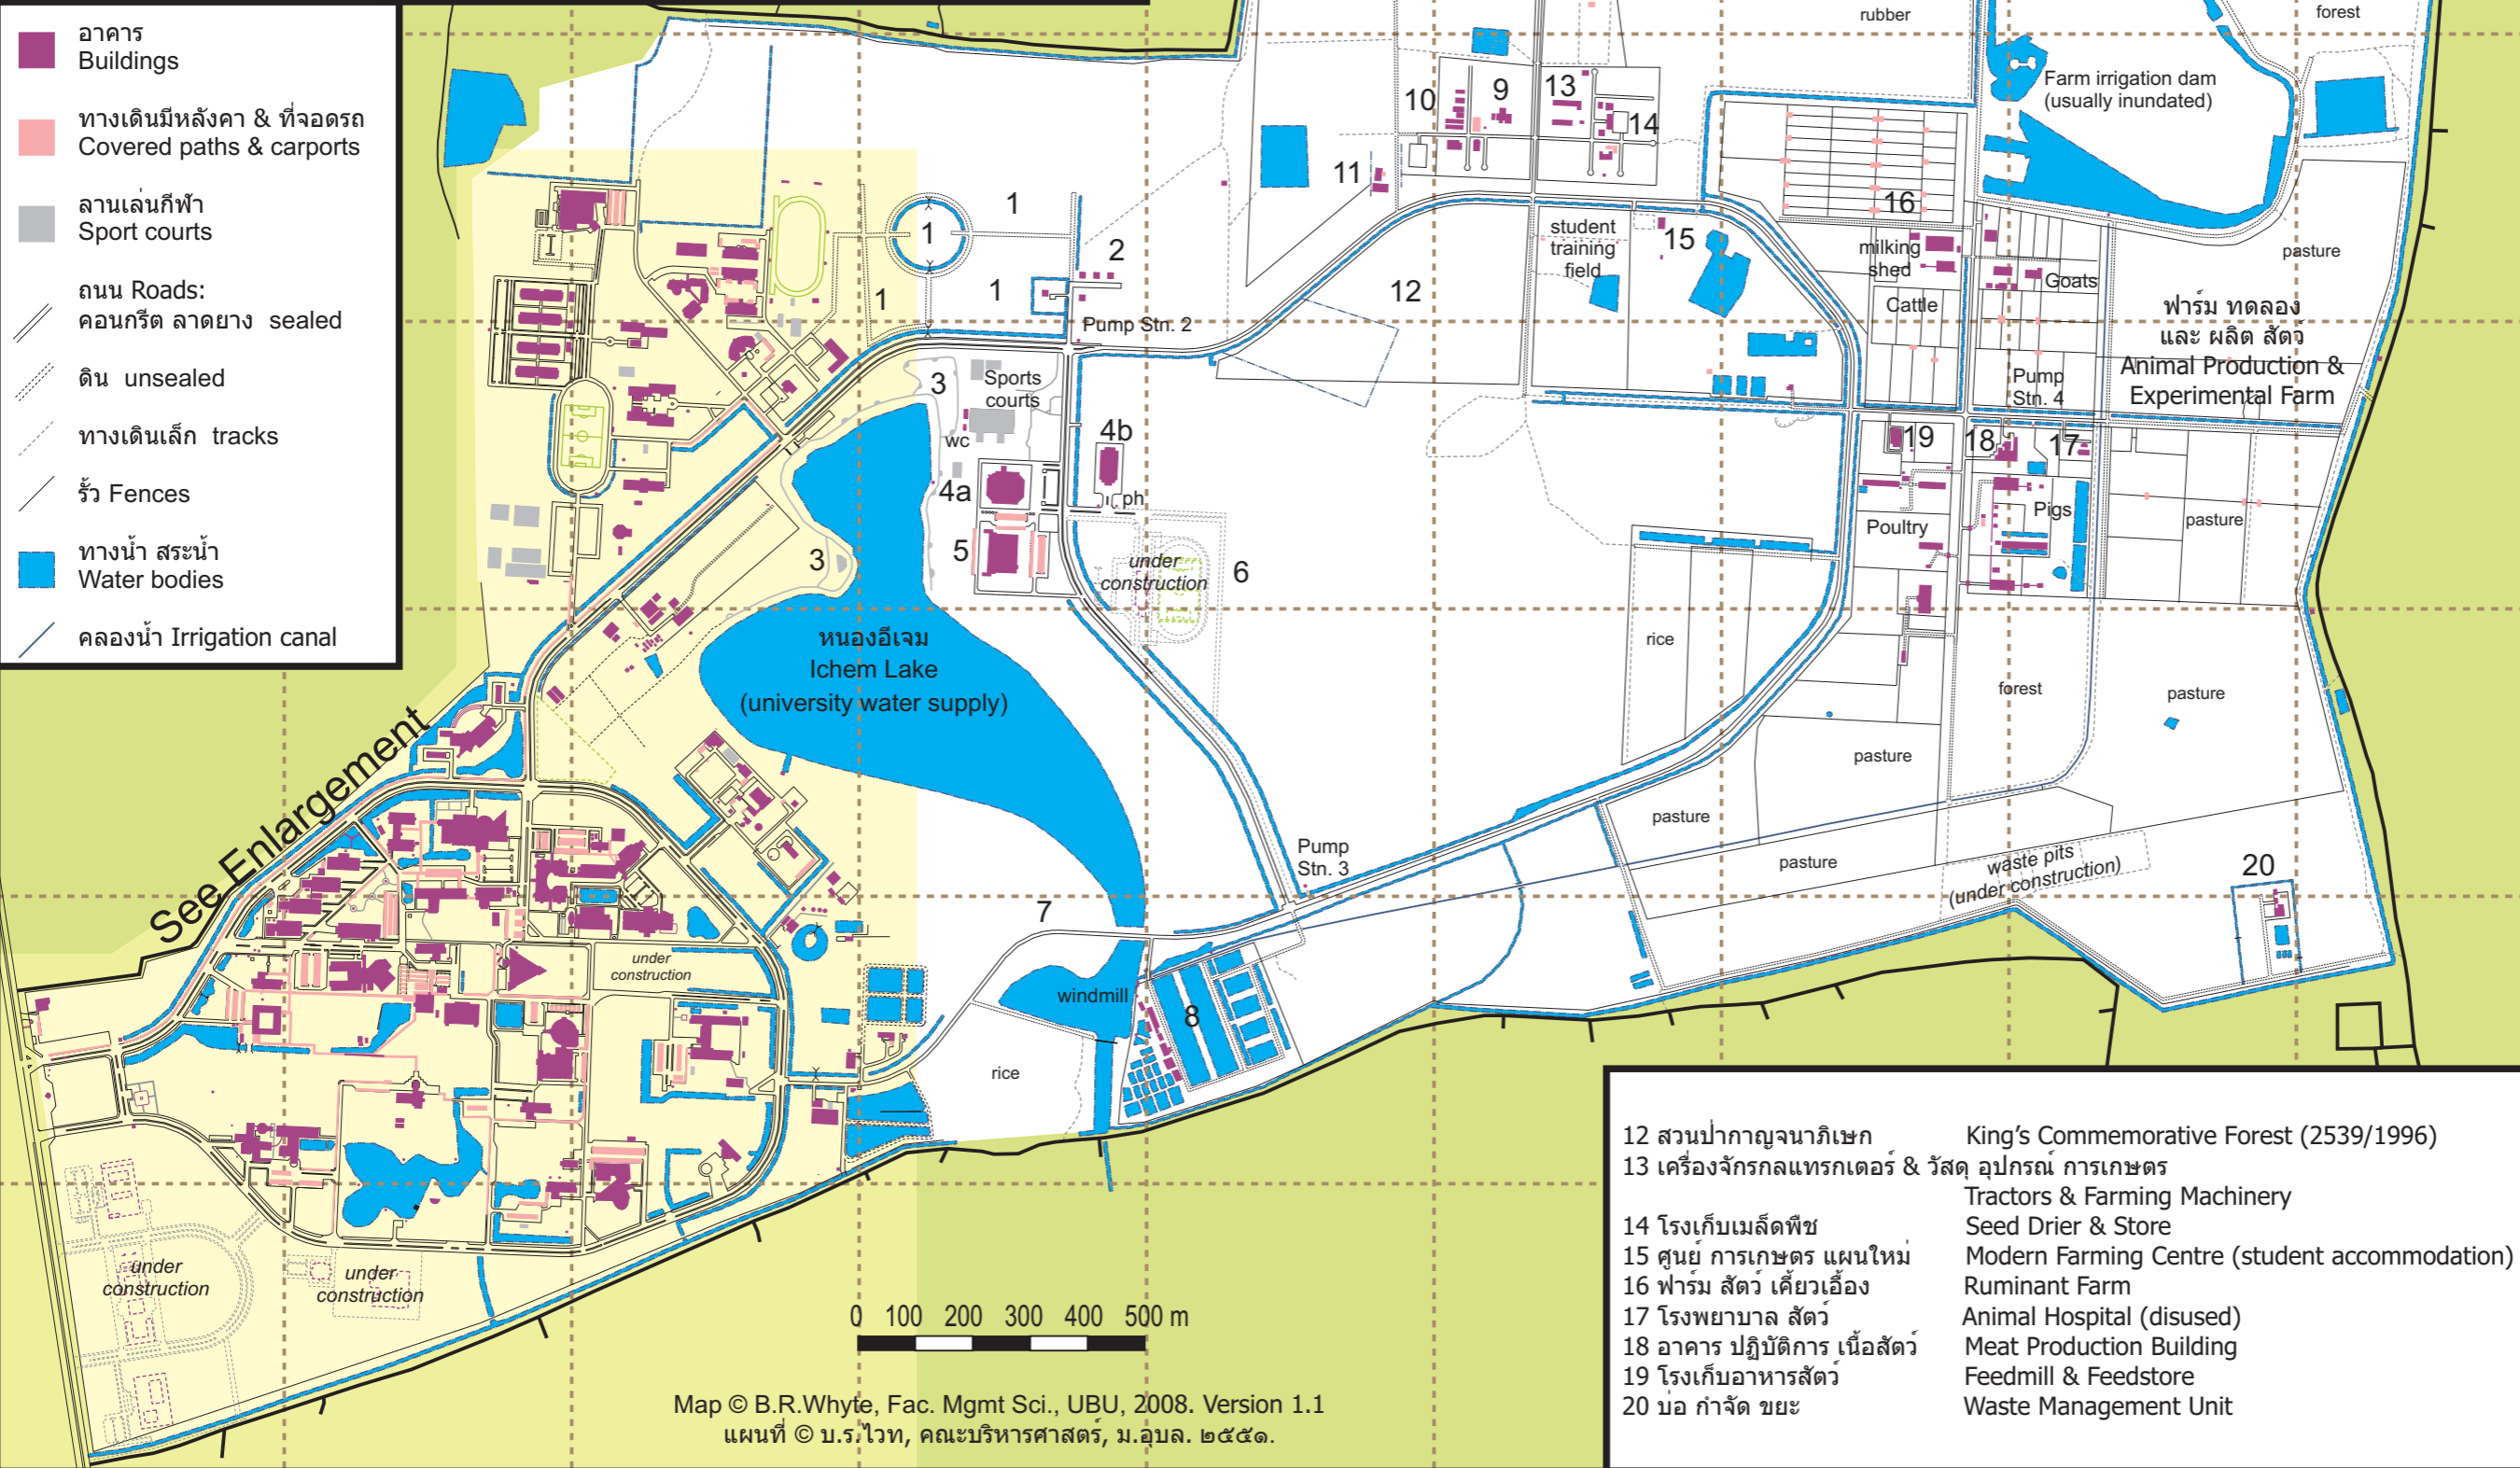 อาคาร
Buildings
ทางเดินมีหลังคา & ที่จอดรถ
Covered paths & carports
ลานเล่นกีฬา
Sport courts
ถนน Roads:
คอนกรีต ลาดยาง sealed
ดิน unsealed
ทางเดินเล็ก tracks
รั้ว Fences
ทางน้ำ สระน้ำ
Water bodies
คลองน้ำ Irrigation canal
See Enlargement
rubber
forest
Farm irrigation dam
(usually inundated)
10
9
13
14
11
16
1
1
1
1
2
student
training
field
15
milking
shed
Goats
Cattle
pasture
12
Pump Stn. 2
ฟาร์ม ทดลอง
และ ผลิต สัตว์
Animal Production &
Experimental Farm
3
Sports
courts
Pump
Stn. 4
wc
4b
19
18
17
4a
ph
Poultry
Pigs
pasture
5
3
under
construction
6
หนองอีเจม
Ichem Lake
(university water supply)
rice
forest
pasture
pasture
pasture
Pump
Stn. 3
pasture
waste pits
(under construction)
20
7
under
construction
windmill
8
rice
under
construction
under
construction
0 100 200 300 400 500 m
Map © B.R.Whyte, Fac. Mgmt Sci., UBU, 2008. Version 1.1
แผนที่ © บ.ร.ไวท, คณะบริหารศาสตร์, ม.อุบล. ๒๕๕๑.
12 สวนป่ากาญจนาภิเษก King's Commemorative Forest (2539/1996)
13 เครื่องจักรกลแทรกเตอร์ & วัสดุ อุปกรณ์ การเกษตร
Tractors & Farming Machinery
14 โรงเก็บเมล็ดพืช Seed Drier & Store
15 ศูนย์ การเกษตร แผนใหม่ Modern Farming Centre (student accommodation)
16 ฟาร์ม สัตว์ เคี้ยวเอื้อง Ruminant Farm
17 โรงพยาบาล สัตว์ Animal Hospital (disused)
18 อาคาร ปฏิบัติการ เนื้อสัตว์ Meat Production Building
19 โรงเก็บอาหารสัตว์ Feedmill & Feedstore
20 บ่อ กำจัด ขยะ Waste Management Unit